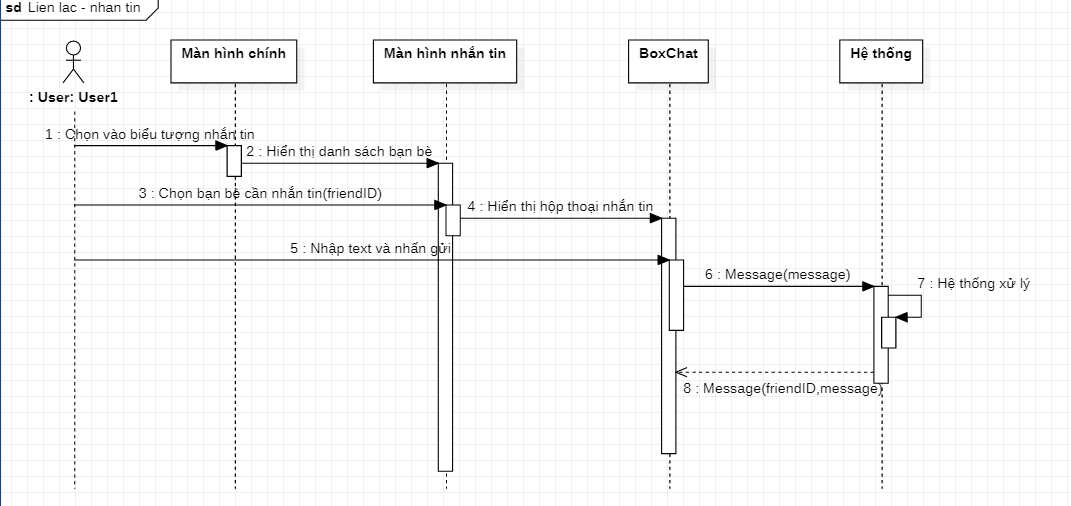 sd Lien lac - nhan tin
Màn hình chính
Màn hình nhắn tin
BoxChat
Hệ thống
: User: User1
1 : Chọn vào biểu tượng nhắn tin
2 : Hiển thị danh sách bạn bè
3 : Chọn bạn bè cần nhắn tin(friendID)
4 : Hiển thị hộp thoại nhắn tin
5 : Nhập text và nhấn gửi
6 : Message(message)
7 : Hệ thống xử lý
8 : Message(friendID,message)